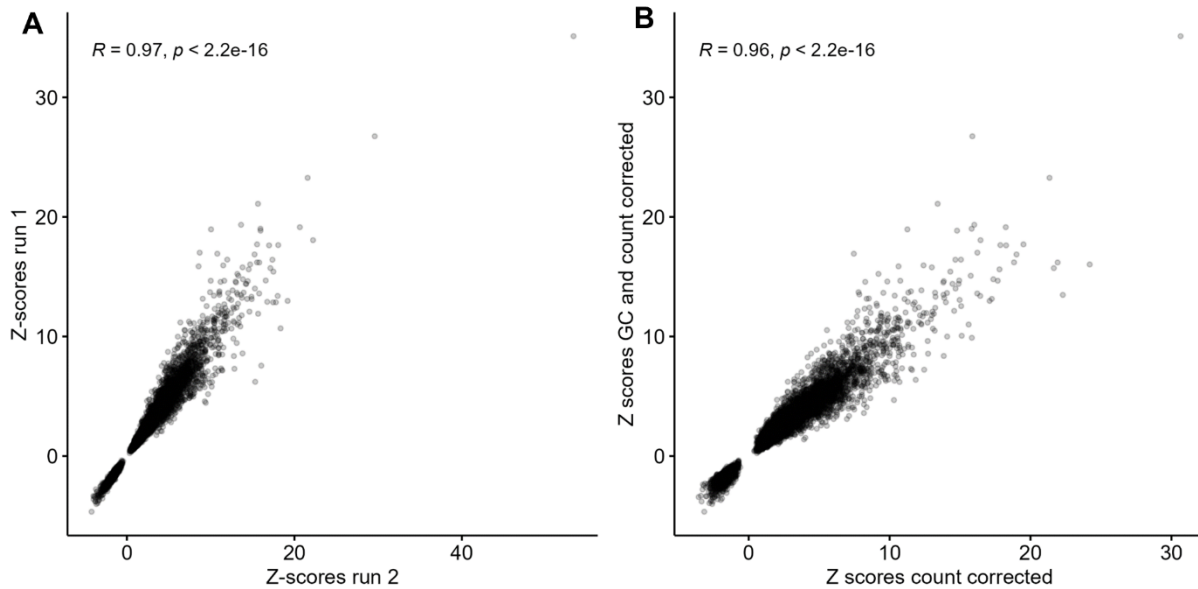 A
R = 0.97, p < 2.2e-16
30
20
10
0
Z-scores run 1
0
20
40
Z-scores run 2
B
R = 0.96, p < 2.2e-16
30
20
10
0
Z scores GC and count corrected
0
10
20
30
Z scores count corrected